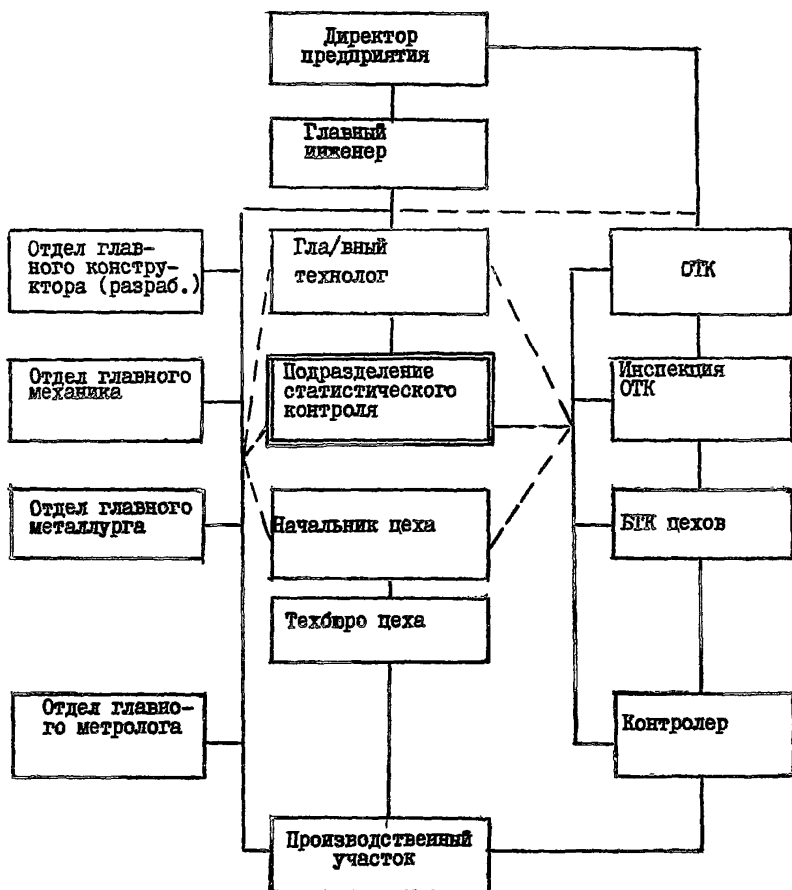 Директор
предприятия
Главный
инженер
Отдел глав-
ного конструк-
ктора (разраб.)
Гла/вный
технолог
ОТК
Отдел главного
механика
Подразделение
статистического
контроля
Инспекция
ОТК
Отдел главного
металлурга
Начальник цеха
БТК цехов
Техбюро цеха
Отдел главно-
го метролога
Контролер
Производственный
участок